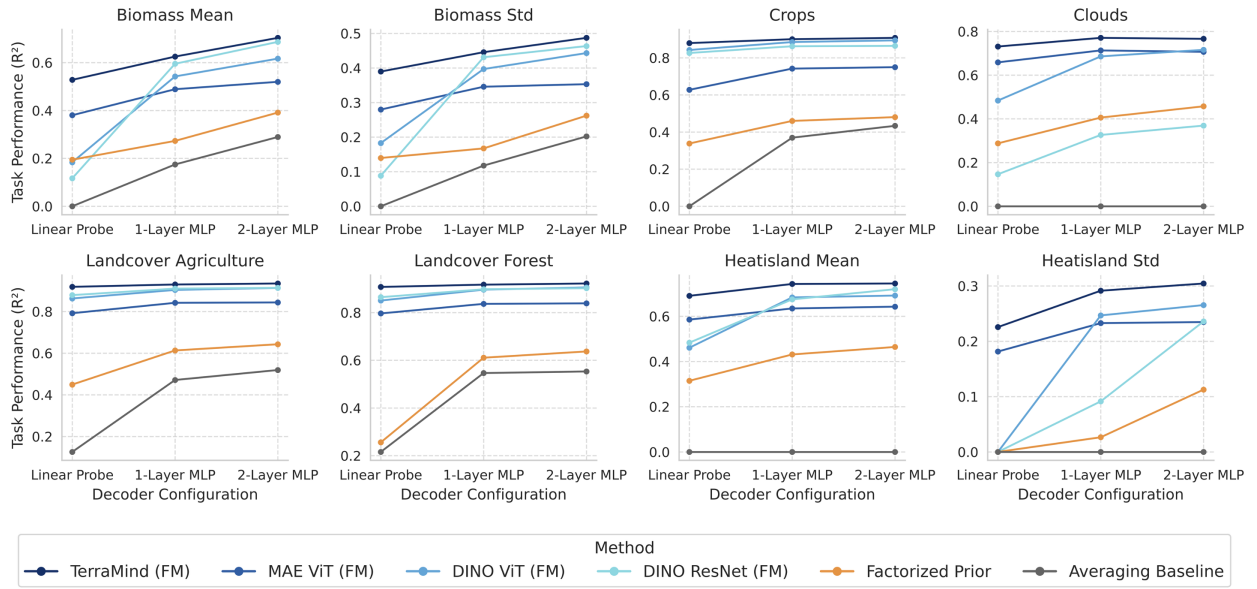 Biomass Mean
Biomass Std
Crops
Clouds
Task Performance (R²)
0.6
0.4
0.2
0.0
0.5
0.4
0.3
0.2
0.1
0.0
0.8
0.6
0.4
0.2
0.0
0.8
0.6
0.4
0.2
0.0
Linear Probe 1-Layer MLP 2-Layer MLP
Linear Probe 1-Layer MLP 2-Layer MLP
Linear Probe 1-Layer MLP 2-Layer MLP
Linear Probe 1-Layer MLP 2-Layer MLP
Landcover Agriculture
Landcover Forest
Heatisland Mean
Heatisland Std
Task Performance (R²)
0.8
0.6
0.4
0.2
0.8
0.6
0.4
0.2
0.6
0.4
0.2
0.0
0.3
0.2
0.1
0.0
Linear Probe 1-Layer MLP 2-Layer MLP
Linear Probe 1-Layer MLP 2-Layer MLP
Linear Probe 1-Layer MLP 2-Layer MLP
Linear Probe 1-Layer MLP 2-Layer MLP
Decoder Configuration
Decoder Configuration
Decoder Configuration
Decoder Configuration
Method
TerraMind (FM) MAE ViT (FM) DINO ViT (FM) DINO ResNet (FM) Factorized Prior Averaging Baseline